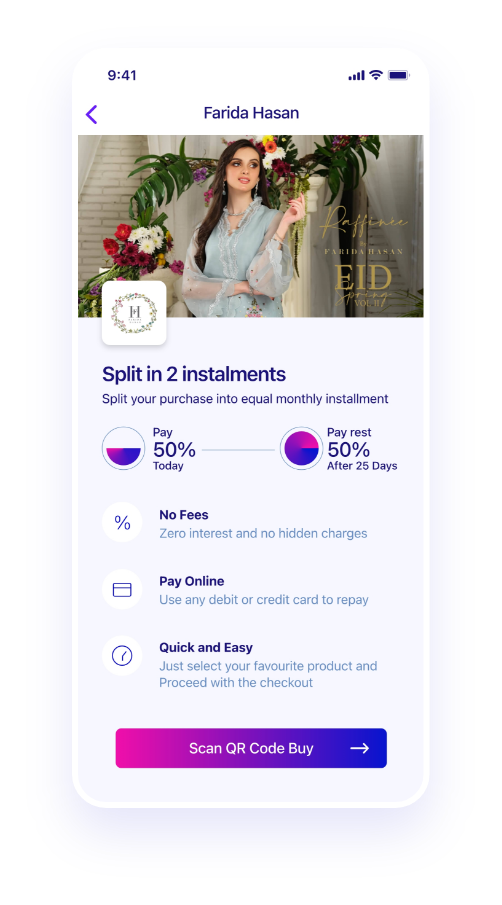 9:41
Farida Hasan
Raffinee
FARIDA HASAN
EID
Spring
VOL II
H
Split in 2 instalments
Split your purchase into equal monthly installment
Pay
50%
Today
Pay rest
50%
After 25 Days
%
No Fees
Zero interest and no hidden charges
Pay Online
Use any debit or credit card to repay
Quick and Easy
Just select your favourite product and
Proceed with the checkout
Scan QR Code Buy